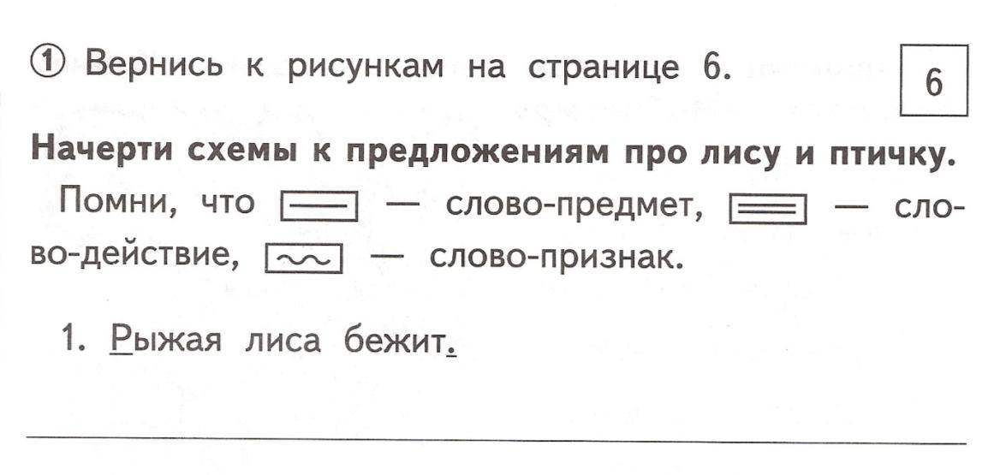 1 Вернись к рисункам на странице 6.
6
Начерти схемы к предложениям про лису и птичку.
Помни, что — слово-предмет, — сло-
во-действие, — слово-признак.
1. Рыжая лиса бежит.